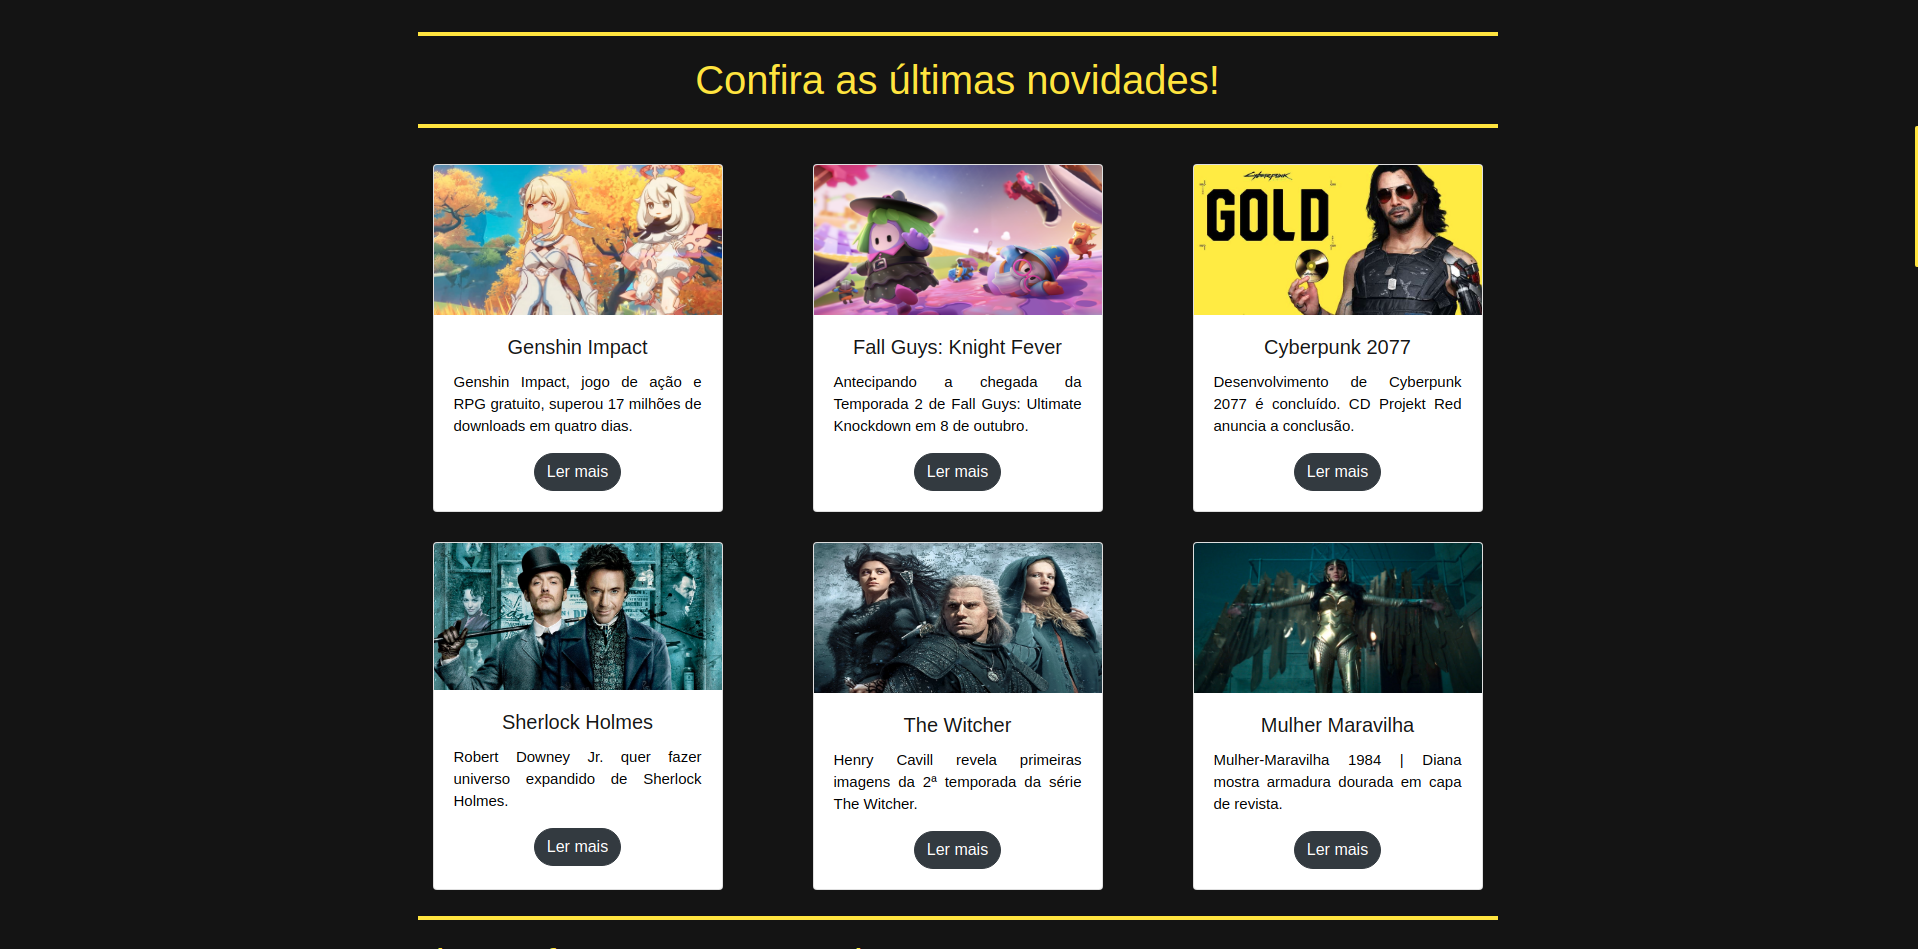 Confira as últimas novidades!
Cyberpunk
GOLD
Genshin Impact
Genshin Impact, jogo de ação e
RPG gratuito, superou 17 milhões de
downloads em quatro dias.
Ler mais
Fall Guys: Knight Fever
Antecipando a chegada da
Temporada 2 de Fall Guys: Ultimate
Knockdown em 8 de outubro.
Ler mais
Cyberpunk 2077
Desenvolvimento de Cyberpunk
2077 é concluído. CD Projekt Red
anuncia a conclusão.
Ler mais
Sherlock Holmes
Robert Downey Jr. quer fazer
universo expandido de Sherlock
Holmes.
Ler mais
The Witcher
Henry Cavill revela primeiras
imagens da 2ª temporada da série
The Witcher.
Ler mais
Mulher Maravilha
Mulher-Maravilha 1984 | Diana
mostra armadura dourada em capa
de revista.
Ler mais